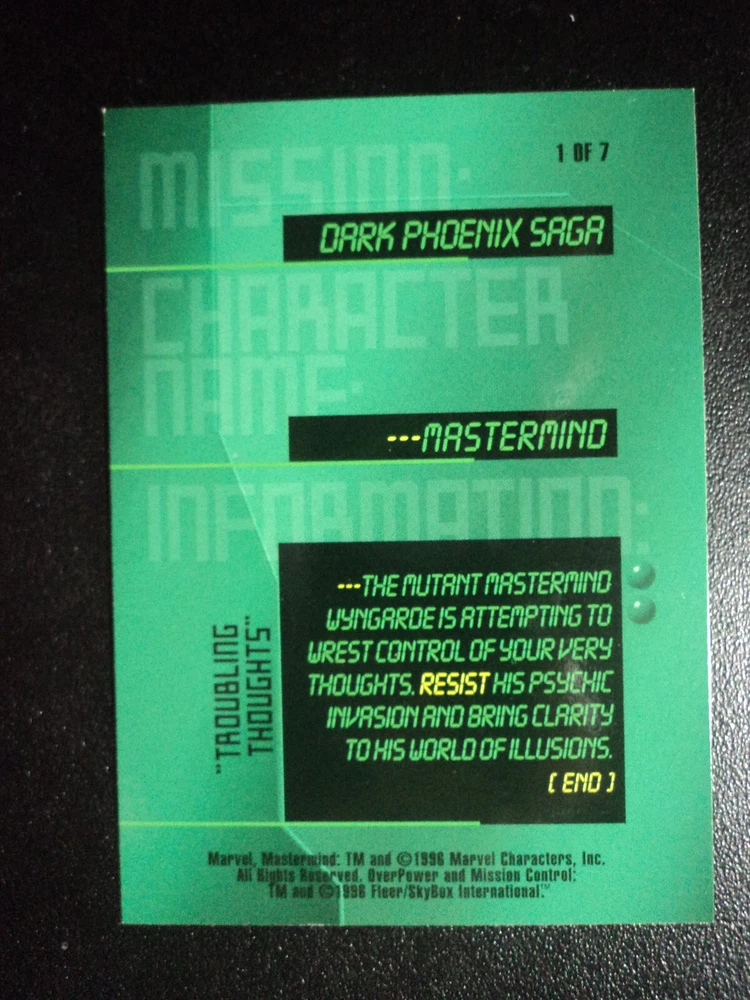 1 OF 7
MISSION:
DARK PHOENIX SAGA
CHARACTER
NAME:
---MASTERMIND
INFORMATION:
---THE MUTANT MASTERMIND
WYNGARDE IS ATTEMPTING TO
WREST CONTROL OF YOUR VERY
THOUGHTS. RESIST HIS PSYCHIC
INVASION AND BRING CLARITY
TO HIS WORLD OF ILLUSIONS.
[ END ]
"TROUBLING
THOUGHTS"
Marvel, Mastermind: TM and ©1996 Marvel Characters, Inc.
All Rights Reserved. OverPower and Mission Control:
TM and ©1996 Fleer/SkyBox International.™